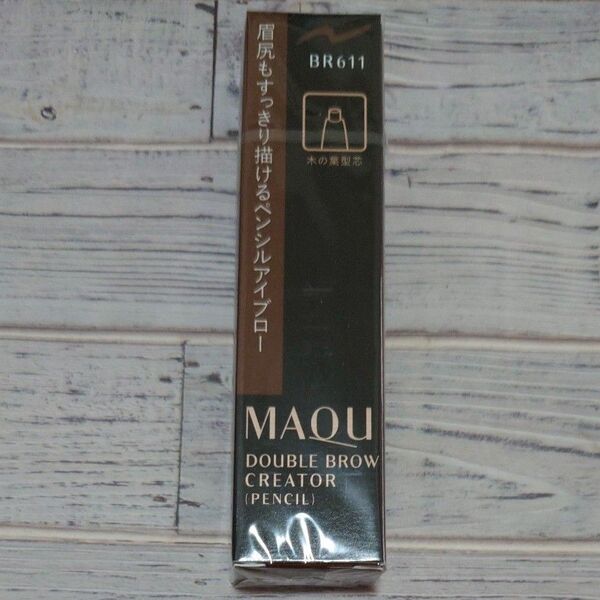 眉尻もすっきり描けるペンシルアイブロー
BR611
木の葉型芯
MAQU
DOUBLE BROW
CREATOR
(PENCIL)